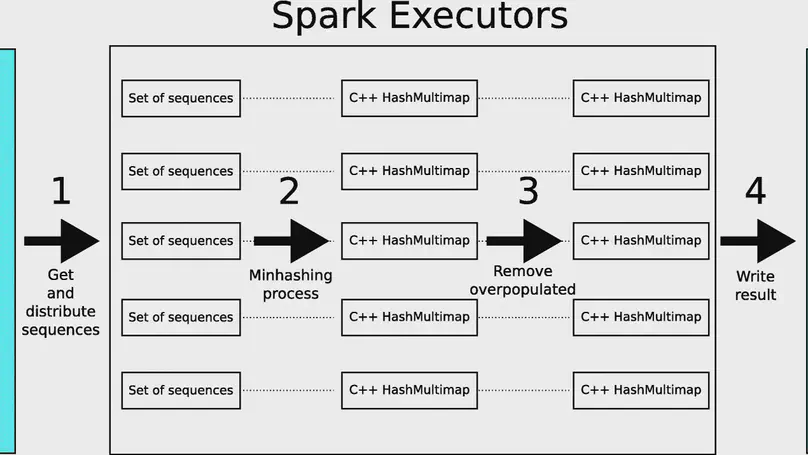 Spark Executors
Set of sequences
C++ HashMultimap
C++ HashMultimap
Set of sequences
C++ HashMultimap
C++ HashMultimap
1
2
3
4
Set of sequences
C++ HashMultimap
C++ HashMultimap
Get
and
distribute
sequences
Minhashing
process
Remove
overpopulated
Write
result
Set of sequences
C++ HashMultimap
C++ HashMultimap
Set of sequences
C++ HashMultimap
C++ HashMultimap